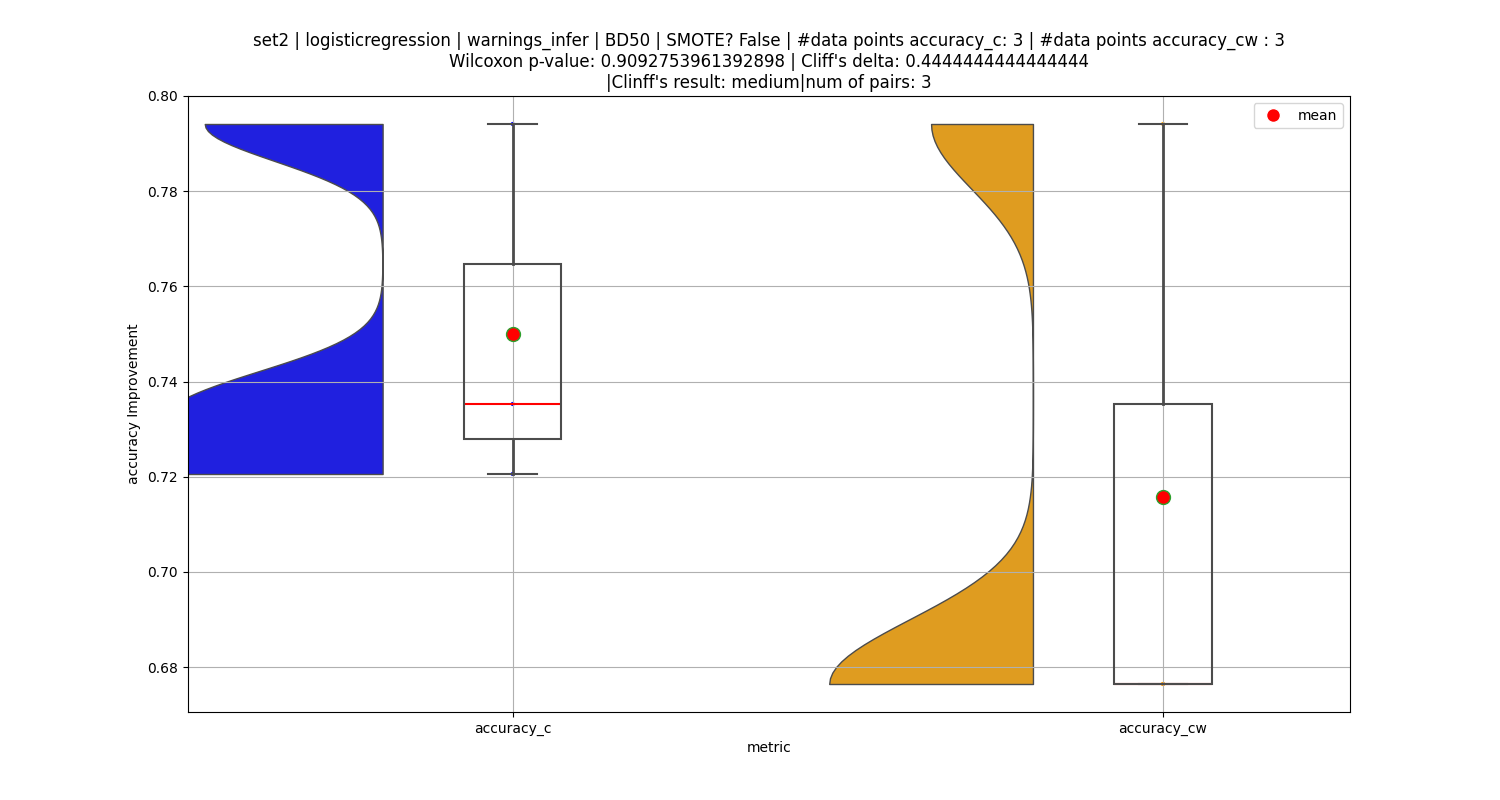 set2 | logisticregression | warnings_infer | BD50 | SMOTE? False | #data points accuracy_c: 3 | #data points accuracy_cw : 3
Wilcoxon p-value: 0.9092753961392898 | Cliff's delta: 0.4444444444444444
|Clinff's result: medium|num of pairs: 3
mean
0.80
0.78
0.76
0.74
0.72
0.70
0.68
accuracy Improvement
accuracy_c
accuracy_cw
metric